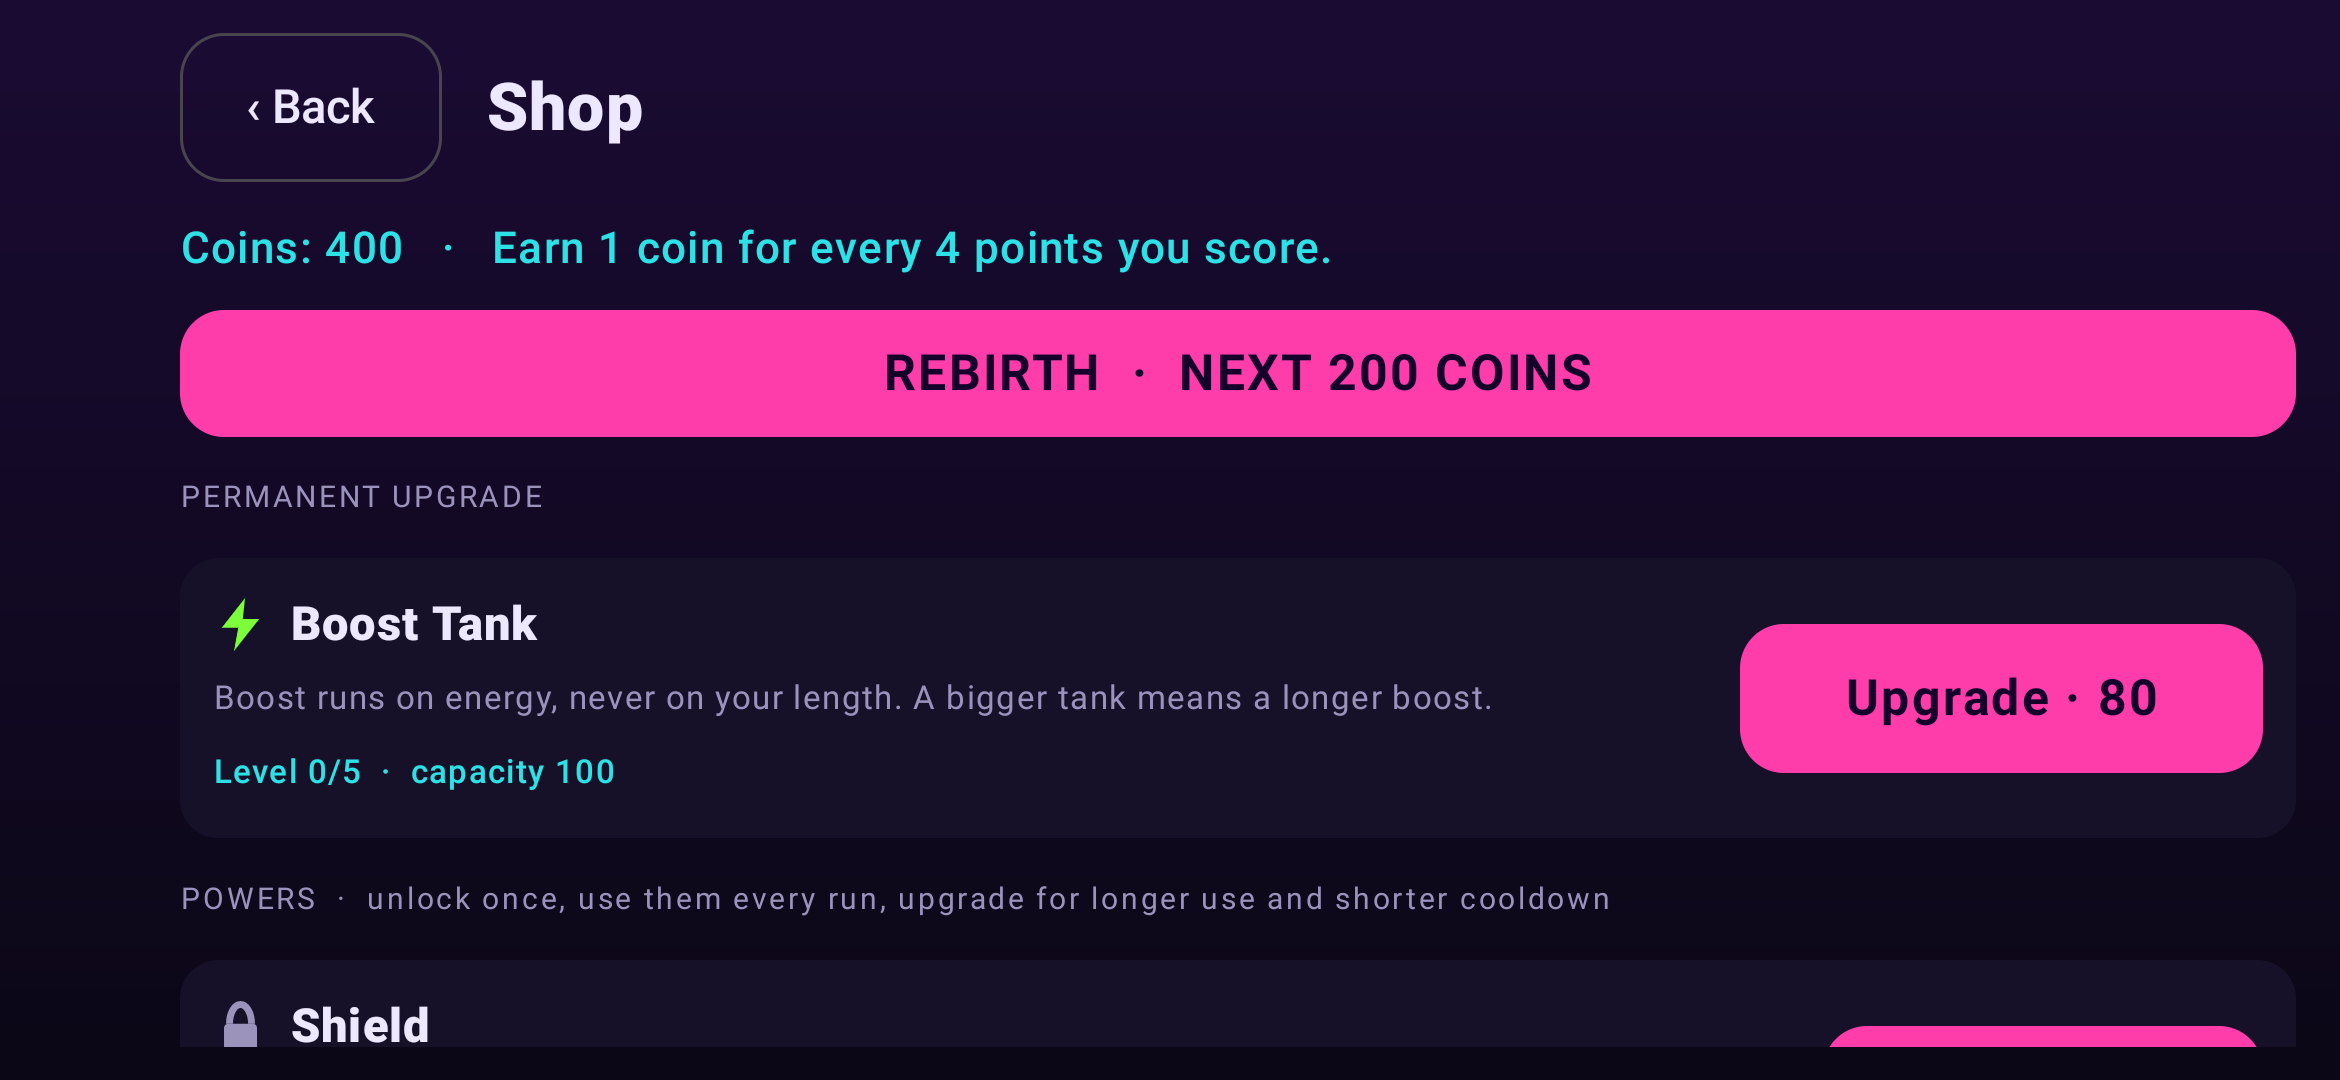 ‹ Back
Shop
Coins: 400 · Earn 1 coin for every 4 points you score.
REBIRTH · NEXT 200 COINS
PERMANENT UPGRADE
Boost Tank
Boost runs on energy, never on your length. A bigger tank means a longer boost.
Level 0/5 · capacity 100
Upgrade · 80
POWERS · unlock once, use them every run, upgrade for longer use and shorter cooldown
Shield